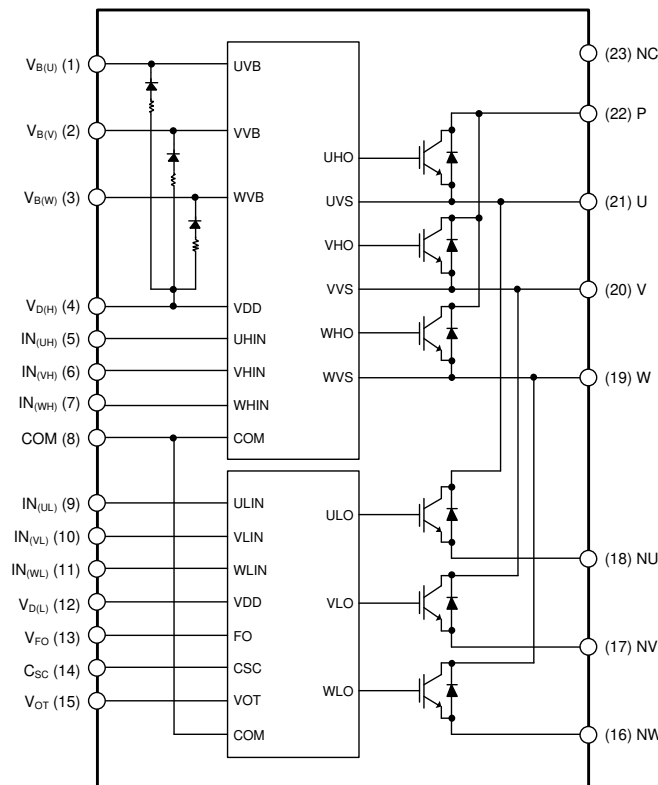 V_B(U) (1)
V_B(V) (2)
V_B(W) (3)
V_D(H) (4)
IN_(UH) (5)
IN_(VH) (6)
IN_(WH) (7)
COM (8)
IN_(UL) (9)
IN_(VL) (10)
IN_(WL) (11)
V_D(L) (12)
V_FO (13)
C_SC (14)
V_OT (15)
UVB
VVB
WVB
VDD
UHIN
VHIN
WHIN
COM
UHO
UVS
VHO
VVS
WHO
WVS
ULIN
VLIN
WLIN
VDD
FO
CSC
VOT
COM
ULO
VLO
WLO
(23) NC
(22) P
(21) U
(20) V
(19) W
(18) NU
(17) NV
(16) NW